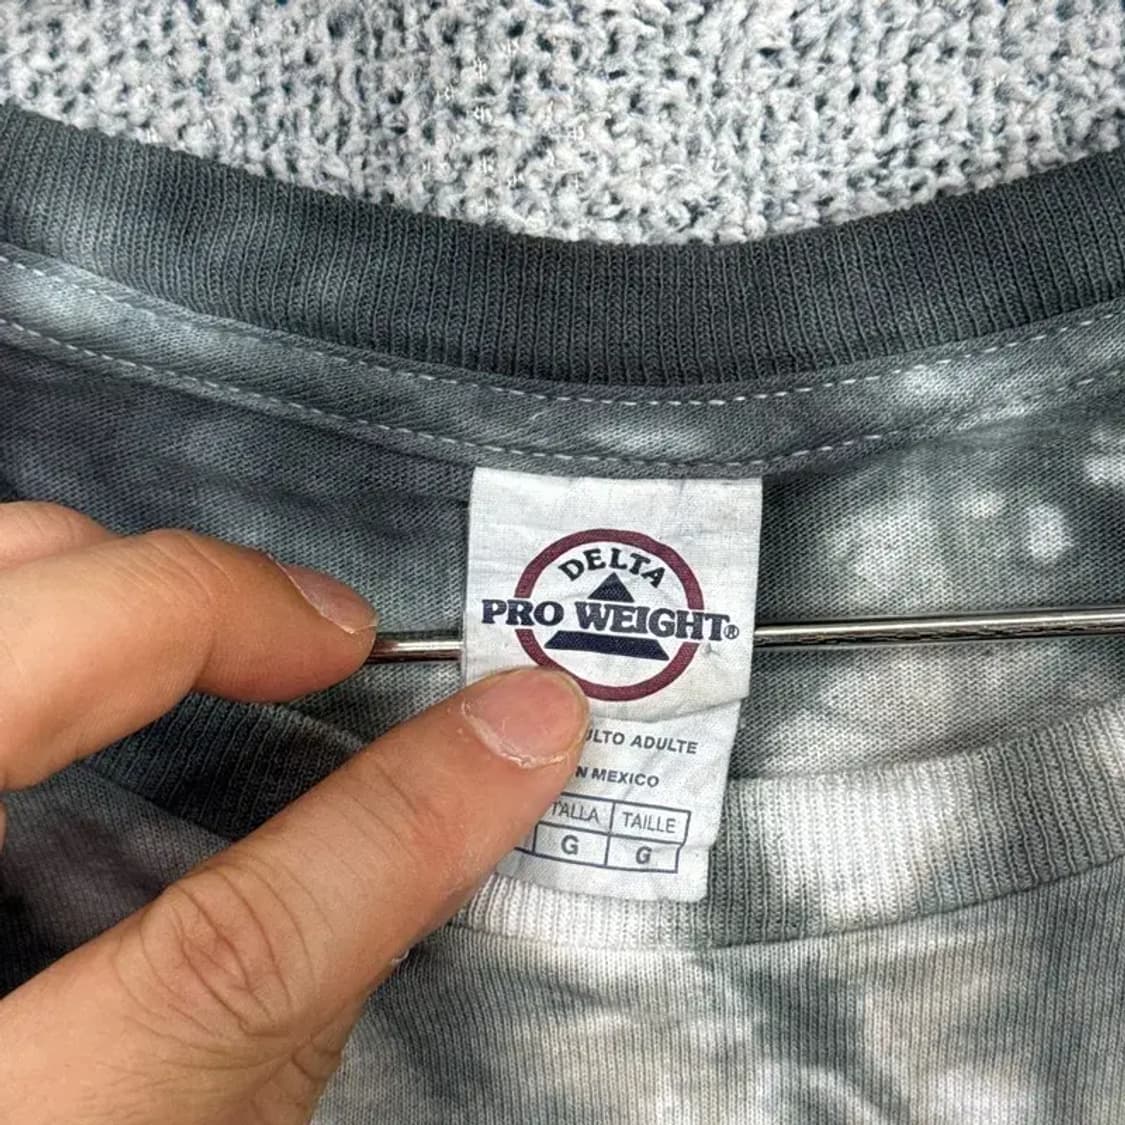 DELTA
PRO WEIGHT®
ULTO ADULTE
N MEXICO
TALLA TAILLE
G G